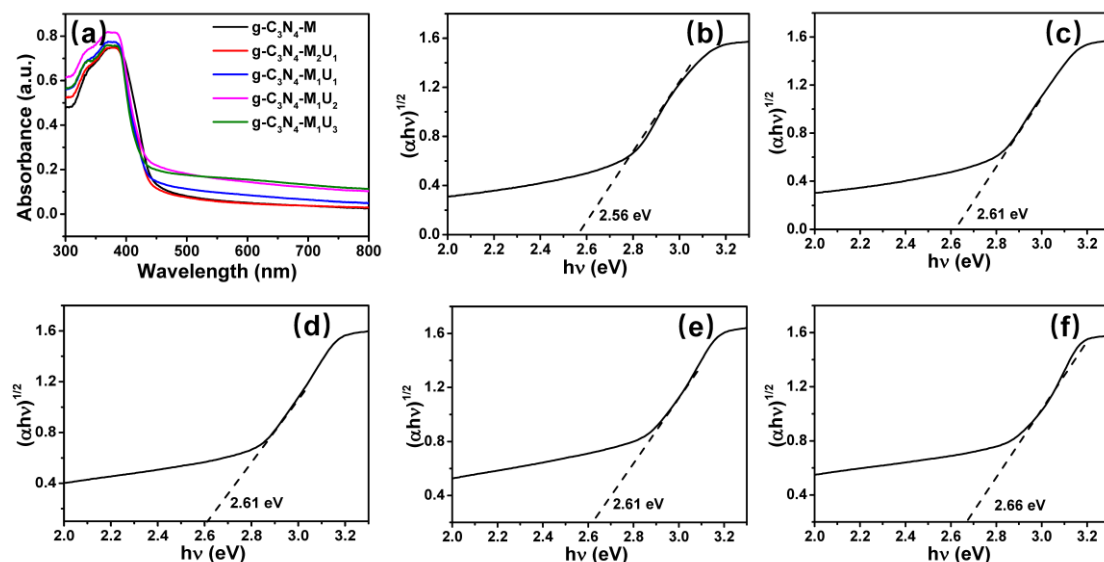 (a)
g-C₃N₄-M
g-C₃N₄-M₂U₁
g-C₃N₄-M₁U₁
g-C₃N₄-M₁U₂
g-C₃N₄-M₁U₃
0.8
0.6
0.4
0.2
0.0
Absorbance (a.u.)
300 400 500 600 700 800
Wavelength (nm)
(b)
1.6
1.2
0.8
0.4
0.0
(αhν)^1/2
2.56 eV
2.0 2.2 2.4 2.6 2.8 3.0 3.2
hν (eV)
(c)
1.6
1.2
0.8
0.4
0.0
(αhν)^1/2
2.61 eV
2.0 2.2 2.4 2.6 2.8 3.0 3.2
hν (eV)
(d)
1.6
1.2
0.8
0.4
(αhν)^1/2
2.61 eV
2.0 2.2 2.4 2.6 2.8 3.0 3.2
hν (eV)
(e)
1.6
1.2
0.8
0.4
(αhν)^1/2
2.61 eV
2.0 2.2 2.4 2.6 2.8 3.0 3.2
hν (eV)
(f)
1.6
1.2
0.8
0.4
(αhν)^1/2
2.66 eV
2.0 2.2 2.4 2.6 2.8 3.0 3.2
hν (eV)